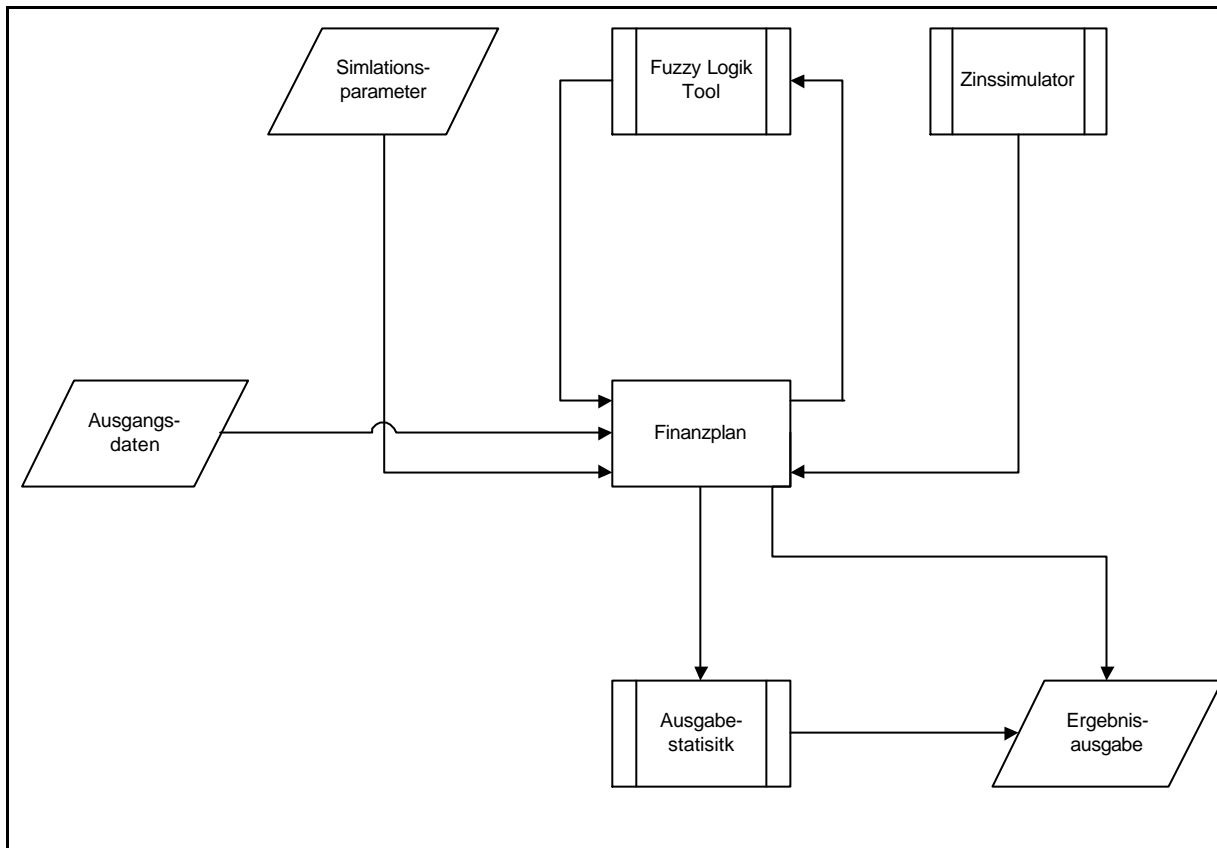 Simlations-
parameter
Fuzzy Logik
Tool
Zinssimulator
Ausgangs-
daten
Finanzplan
Ausgabe-
statisitk
Ergebnis-
ausgabe